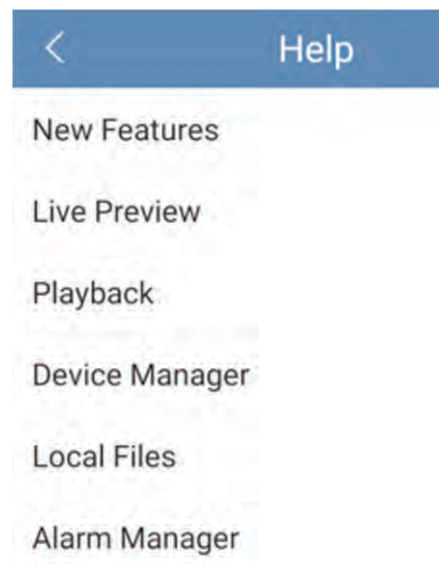 Help
New Features
Live Preview
Playback
Device Manager
Local Files
Alarm Manager